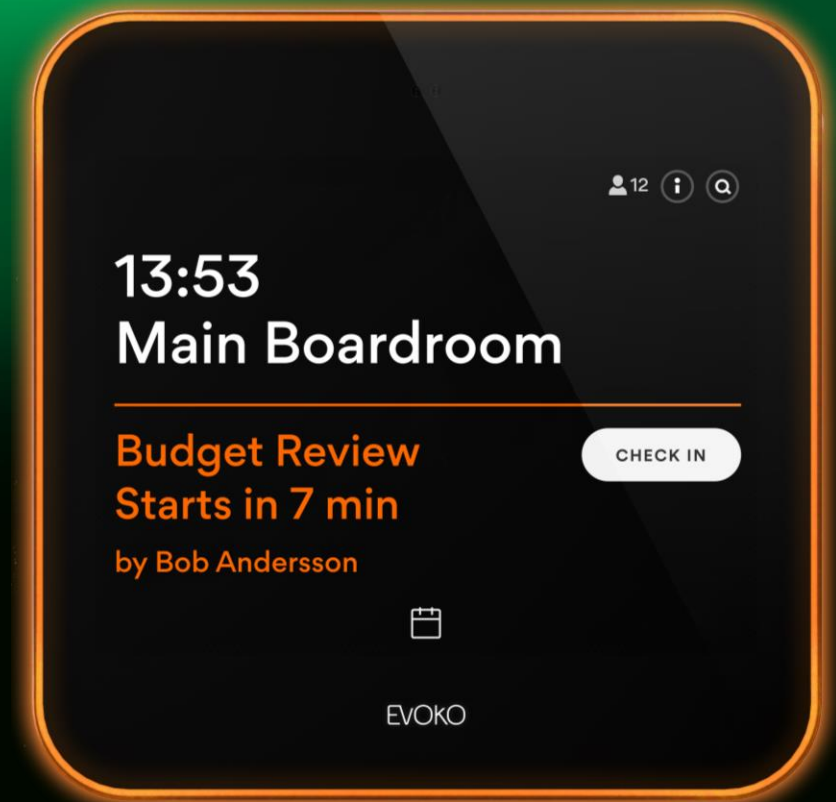 12
13:53
Main Boardroom
Budget Review
CHECK IN
Starts in 7 min
by Bob Andersson
EVOKO